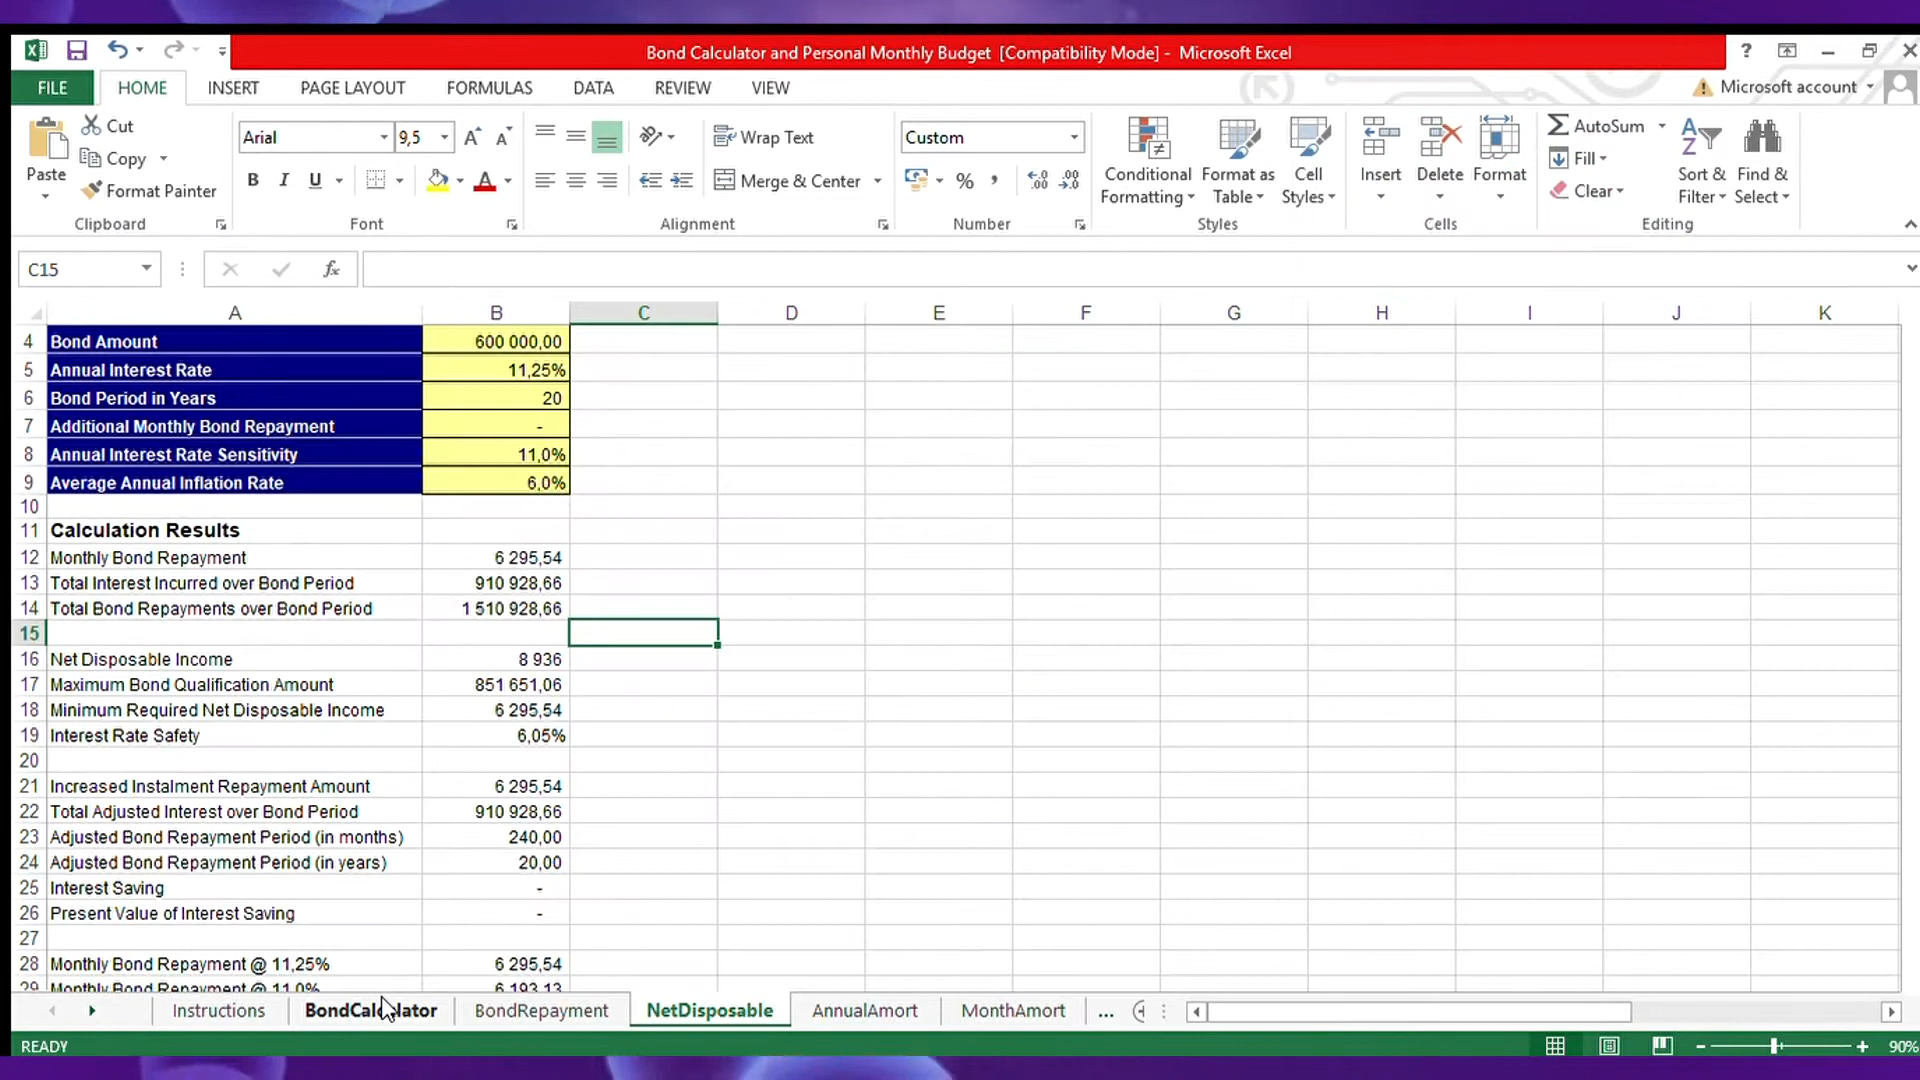 Bond Calculator and Personal Monthly Budget [Compatibility Mode] - Microsoft Excel
?
FILE HOME INSERT PAGE LAYOUT FORMULAS DATA REVIEW VIEW Microsoft account
Paste Cut
Copy
Format Painter
Clipboard
Arial 9,5
B I U
Font
Wrap Text
Merge & Center
Alignment
Custom
% ,
Number
Conditional Formatting
Format as Table
Cell Styles
Styles
Insert Delete Format
Cells
AutoSum
Fill
Clear
Sort & Filter
Find & Select
Editing
C15 fx
A B C D E F G H I J K
4 Bond Amount 600 000,00
5 Annual Interest Rate 11,25%
6 Bond Period in Years 20
7 Additional Monthly Bond Repayment -
8 Annual Interest Rate Sensitivity 11,0%
9 Average Annual Inflation Rate 6,0%
10
11 Calculation Results
12 Monthly Bond Repayment 6 295,54
13 Total Interest Incurred over Bond Period 910 928,66
14 Total Bond Repayments over Bond Period 1 510 928,66
15
16 Net Disposable Income 8 936
17 Maximum Bond Qualification Amount 851 651,06
18 Minimum Required Net Disposable Income 6 295,54
19 Interest Rate Safety 6,05%
20
21 Increased Instalment Repayment Amount 6 295,54
22 Total Adjusted Interest over Bond Period 910 928,66
23 Adjusted Bond Repayment Period (in months) 240,00
24 Adjusted Bond Repayment Period (in years) 20,00
25 Interest Saving -
26 Present Value of Interest Saving -
27
28 Monthly Bond Repayment @ 11,25% 6 295,54
29 Monthly Bond Repayment @ 11,0% 6 193,13
Instructions BondCalculator BondRepayment NetDisposable AnnualAmort MonthAmort ...
READY 90%